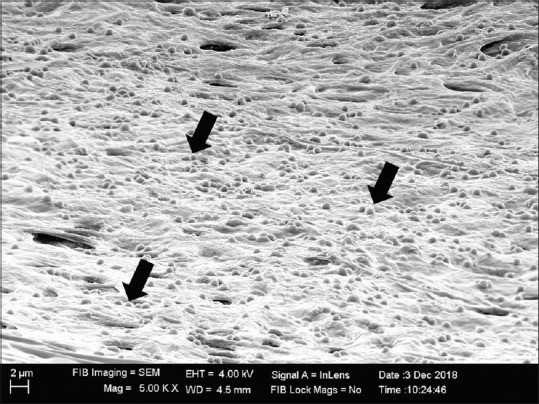 2 µm FIB Imaging = SEM EHT = 4.00 kV Signal A = InLens Date :3 Dec 2018
Mag = 5.00 K X WD = 4.5 mm FIB Lock Mags = No Time :10:24:46